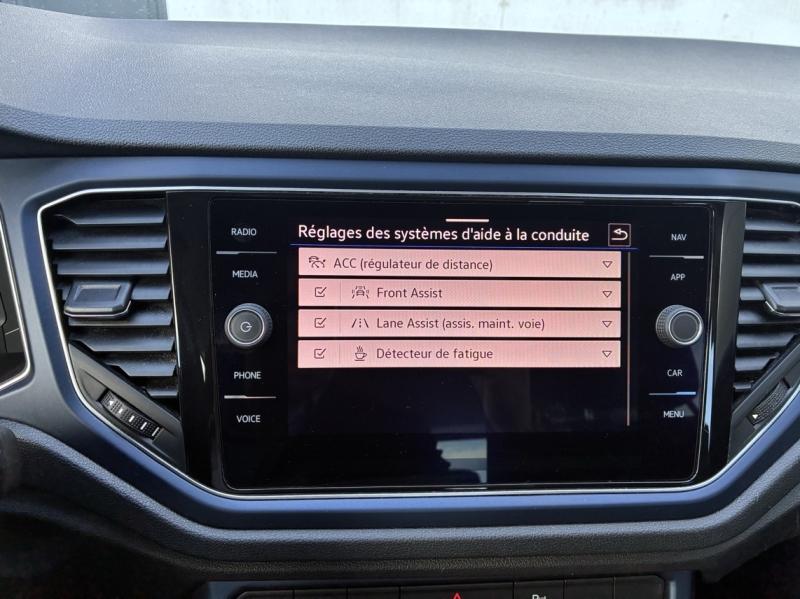 RADIO
MEDIA
PHONE
VOICE
Réglages des systèmes d'aide à la conduite
ACC (régulateur de distance)
Front Assist
Lane Assist (assis. maint. voie)
Détecteur de fatigue
NAV
APP
CAR
MENU